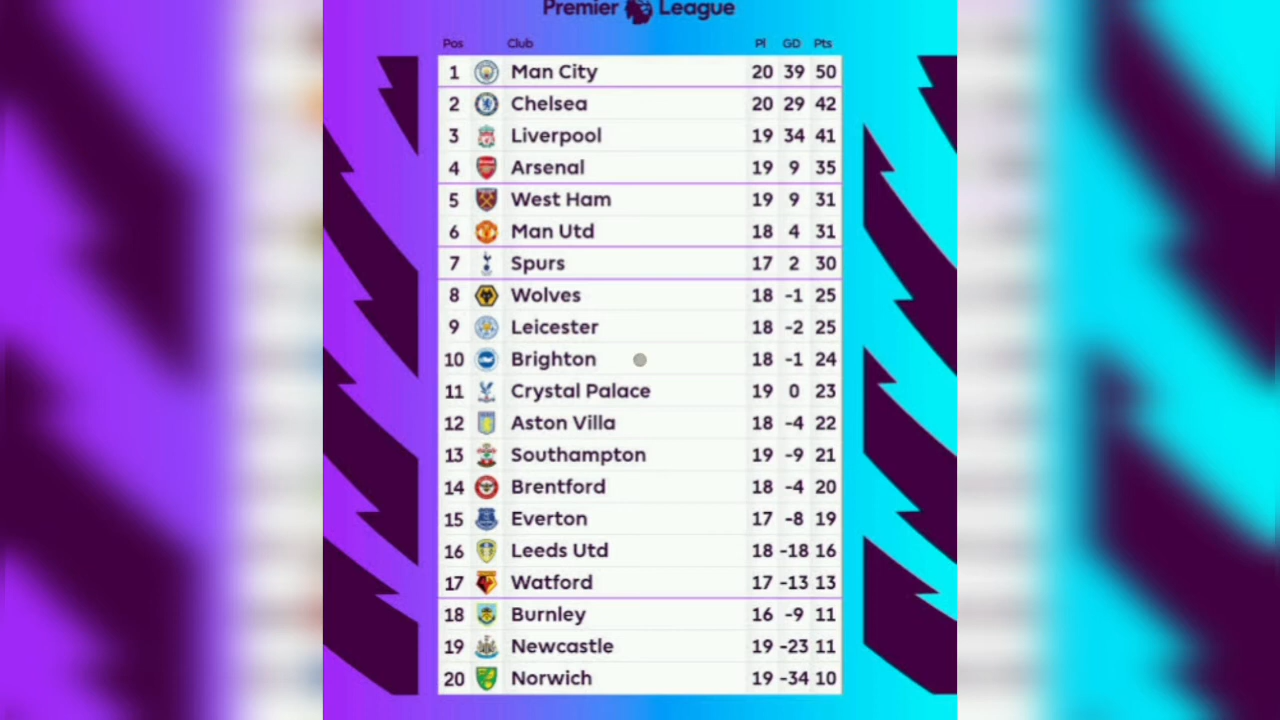 Premier League
Pos Club Pl GD Pts
1 Man City 20 39 50
2 Chelsea 20 29 42
3 Liverpool 19 34 41
4 Arsenal 19 9 35
5 West Ham 19 9 31
6 Man Utd 18 4 31
7 Spurs 17 2 30
8 Wolves 18 -1 25
9 Leicester 18 -2 25
10 Brighton 18 -1 24
11 Crystal Palace 19 0 23
12 Aston Villa 18 -4 22
13 Southampton 19 -9 21
14 Brentford 18 -4 20
15 Everton 17 -8 19
16 Leeds Utd 18 -18 16
17 Watford 17 -13 13
18 Burnley 16 -9 11
19 Newcastle 19 -23 11
20 Norwich 19 -34 10